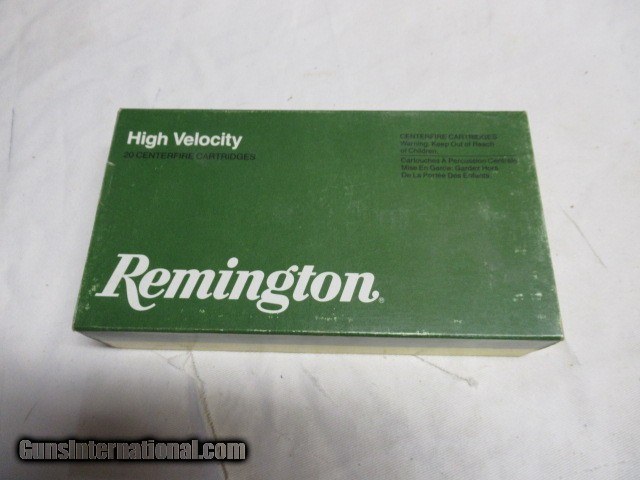 High Velocity
20 CENTERFIRE CARTRIDGES
CENTERFIRE CARTRIDGES
Warning: Keep Out of Reach
of Children.
Cartouches À Percussion Centrale
Mise En Garde: Gardez Hors
De La Portee Des Enfants.
Remington®
GunsInternational.com